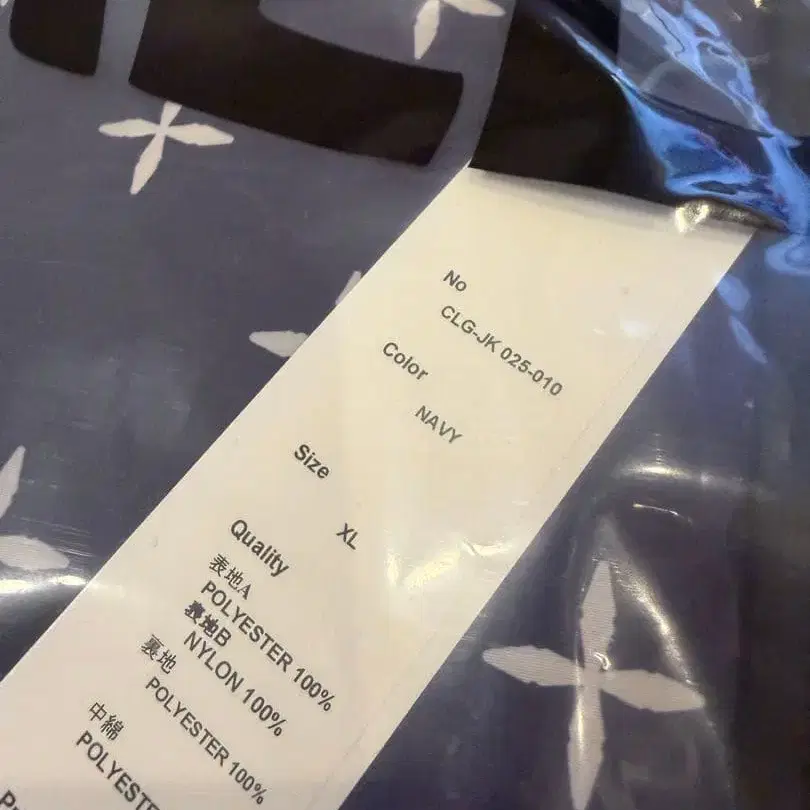 No
CLG-JK 025-010
Color
NAVY
Size
XL
Quality
表地A
POLYESTER 100%
表地B
NYLON 100%
裏地
POLYESTER 100%
中綿
POLYESTER